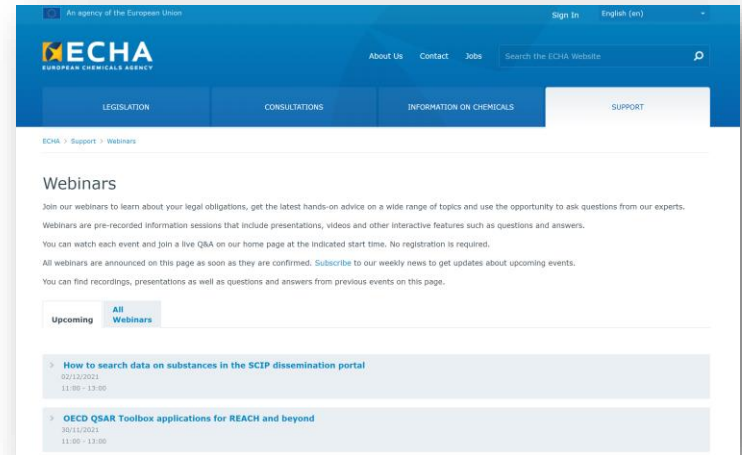 An agency of the European Union
Sign In
English (en)
ECHA
EUROPEAN CHEMICALS AGENCY
About Us Contact Jobs Search the ECHA Website
LEGISLATION CONSULTATIONS INFORMATION ON CHEMICALS SUPPORT
ECHA > Support > Webinars
Webinars
Join our webinars to learn about your legal obligations, get the latest hands-on advice on a wide range of topics and use the opportunity to ask questions from our experts.
Webinars are pre-recorded information sessions that include presentations, videos and other interactive features such as questions and answers.
You can watch each event and join a live Q&A on our home page at the indicated start time. No registration is required.
All webinars are announced on this page as soon as they are confirmed. Subscribe to our weekly news to get updates about upcoming events.
You can find recordings, presentations as well as questions and answers from previous events on this page.
Upcoming
All
Webinars
> How to search data on substances in the SCIP dissemination portal
02/12/2021
11:00 - 13:00
> OECD QSAR Toolbox applications for REACH and beyond
30/11/2021
11:00 - 13:00